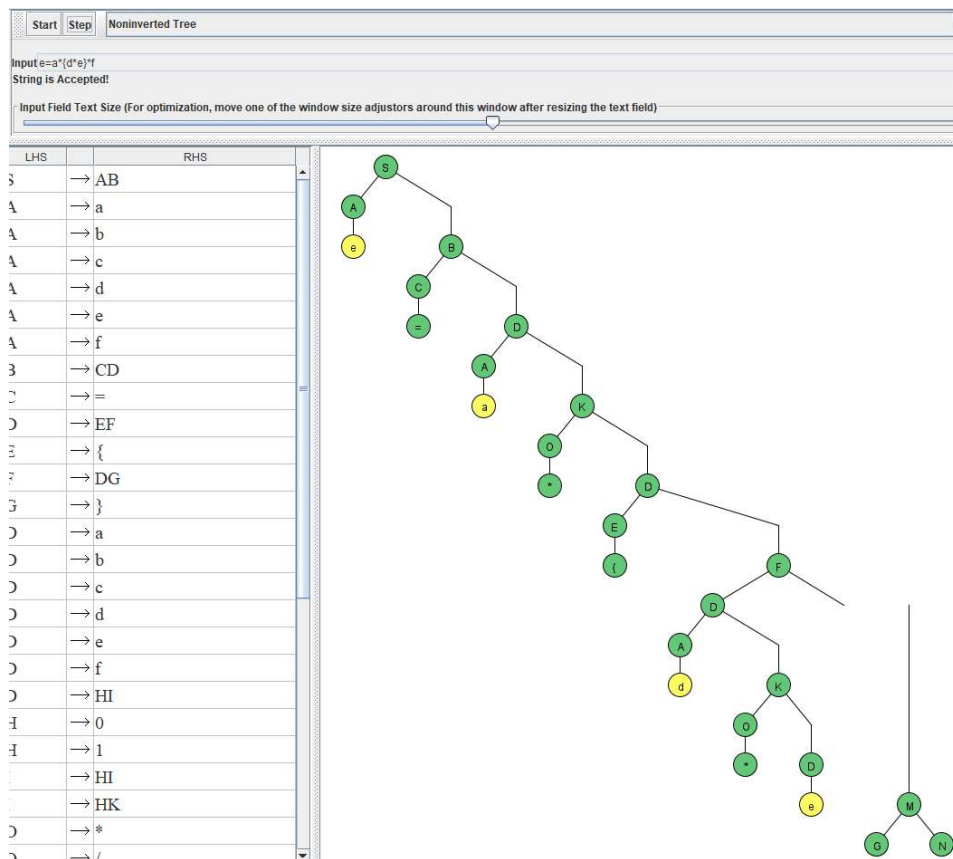 Start Step Noninverted Tree
Input e=a*{d*e}*f
String is Accepted!
Input Field Text Size (For optimization, move one of the window size adjustors around this window after resizing the text field)
LHS RHS
S → AB
A → a
A → b
A → c
A → d
A → e
A → f
B → CD
C → =
D → EF
E → {
F → DG
G → }
D → a
D → b
D → c
D → d
D → e
D → f
D → HI
H → 0
H → 1
→ HI
→ HK
O → *
O → /
S
A
e B
C
= D
A
a K
O
* D
E
{ F
D
A
d K
O
* D
e M
G N